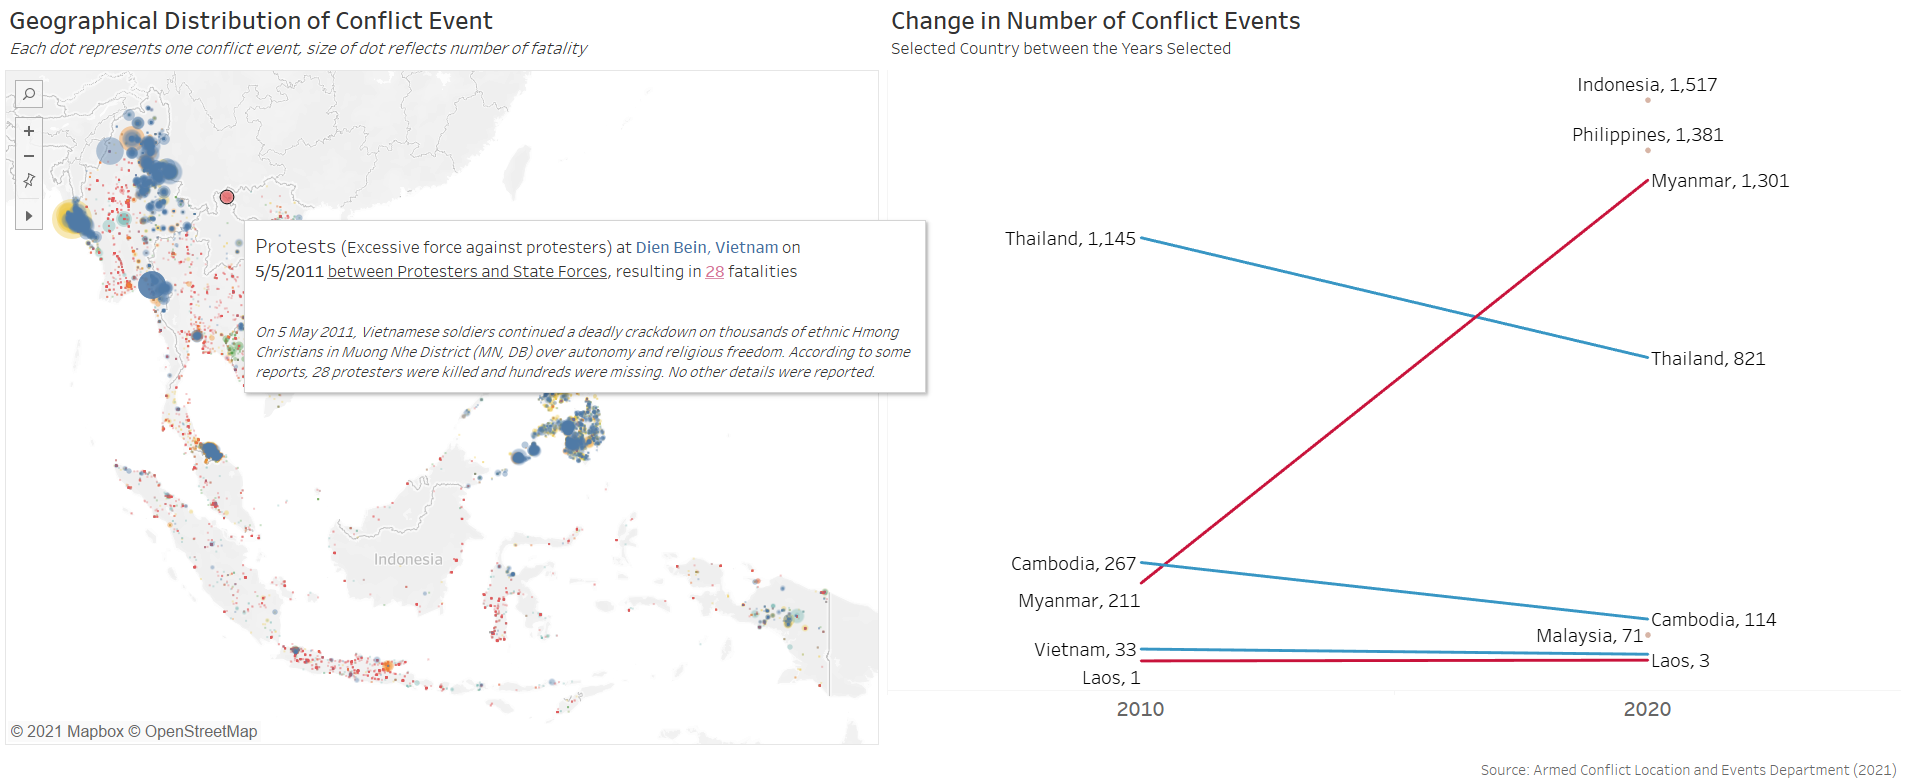 Geographical Distribution of Conflict Event
Each dot represents one conflict event, size of dot reflects number of fatality
Protests (Excessive force against protesters) at Dien Bein, Vietnam on
5/5/2011 between Protesters and State Forces, resulting in 28 fatalities
On 5 May 2011, Vietnamese soldiers continued a deadly crackdown on thousands of ethnic Hmong
Christians in Muong Nhe District (MN, DB) over autonomy and religious freedom. According to some
reports, 28 protesters were killed and hundreds were missing. No other details were reported.
Indonesia
© 2021 Mapbox © OpenStreetMap
Change in Number of Conflict Events
Selected Country between the Years Selected
Indonesia, 1,517
Philippines, 1,381
Myanmar, 1,301
Thailand, 1,145
Thailand, 821
Cambodia, 267
Myanmar, 211
Cambodia, 114
Malaysia, 71
Vietnam, 33
Laos, 3
Laos, 1
2010
2020
Source: Armed Conflict Location and Events Department (2021)